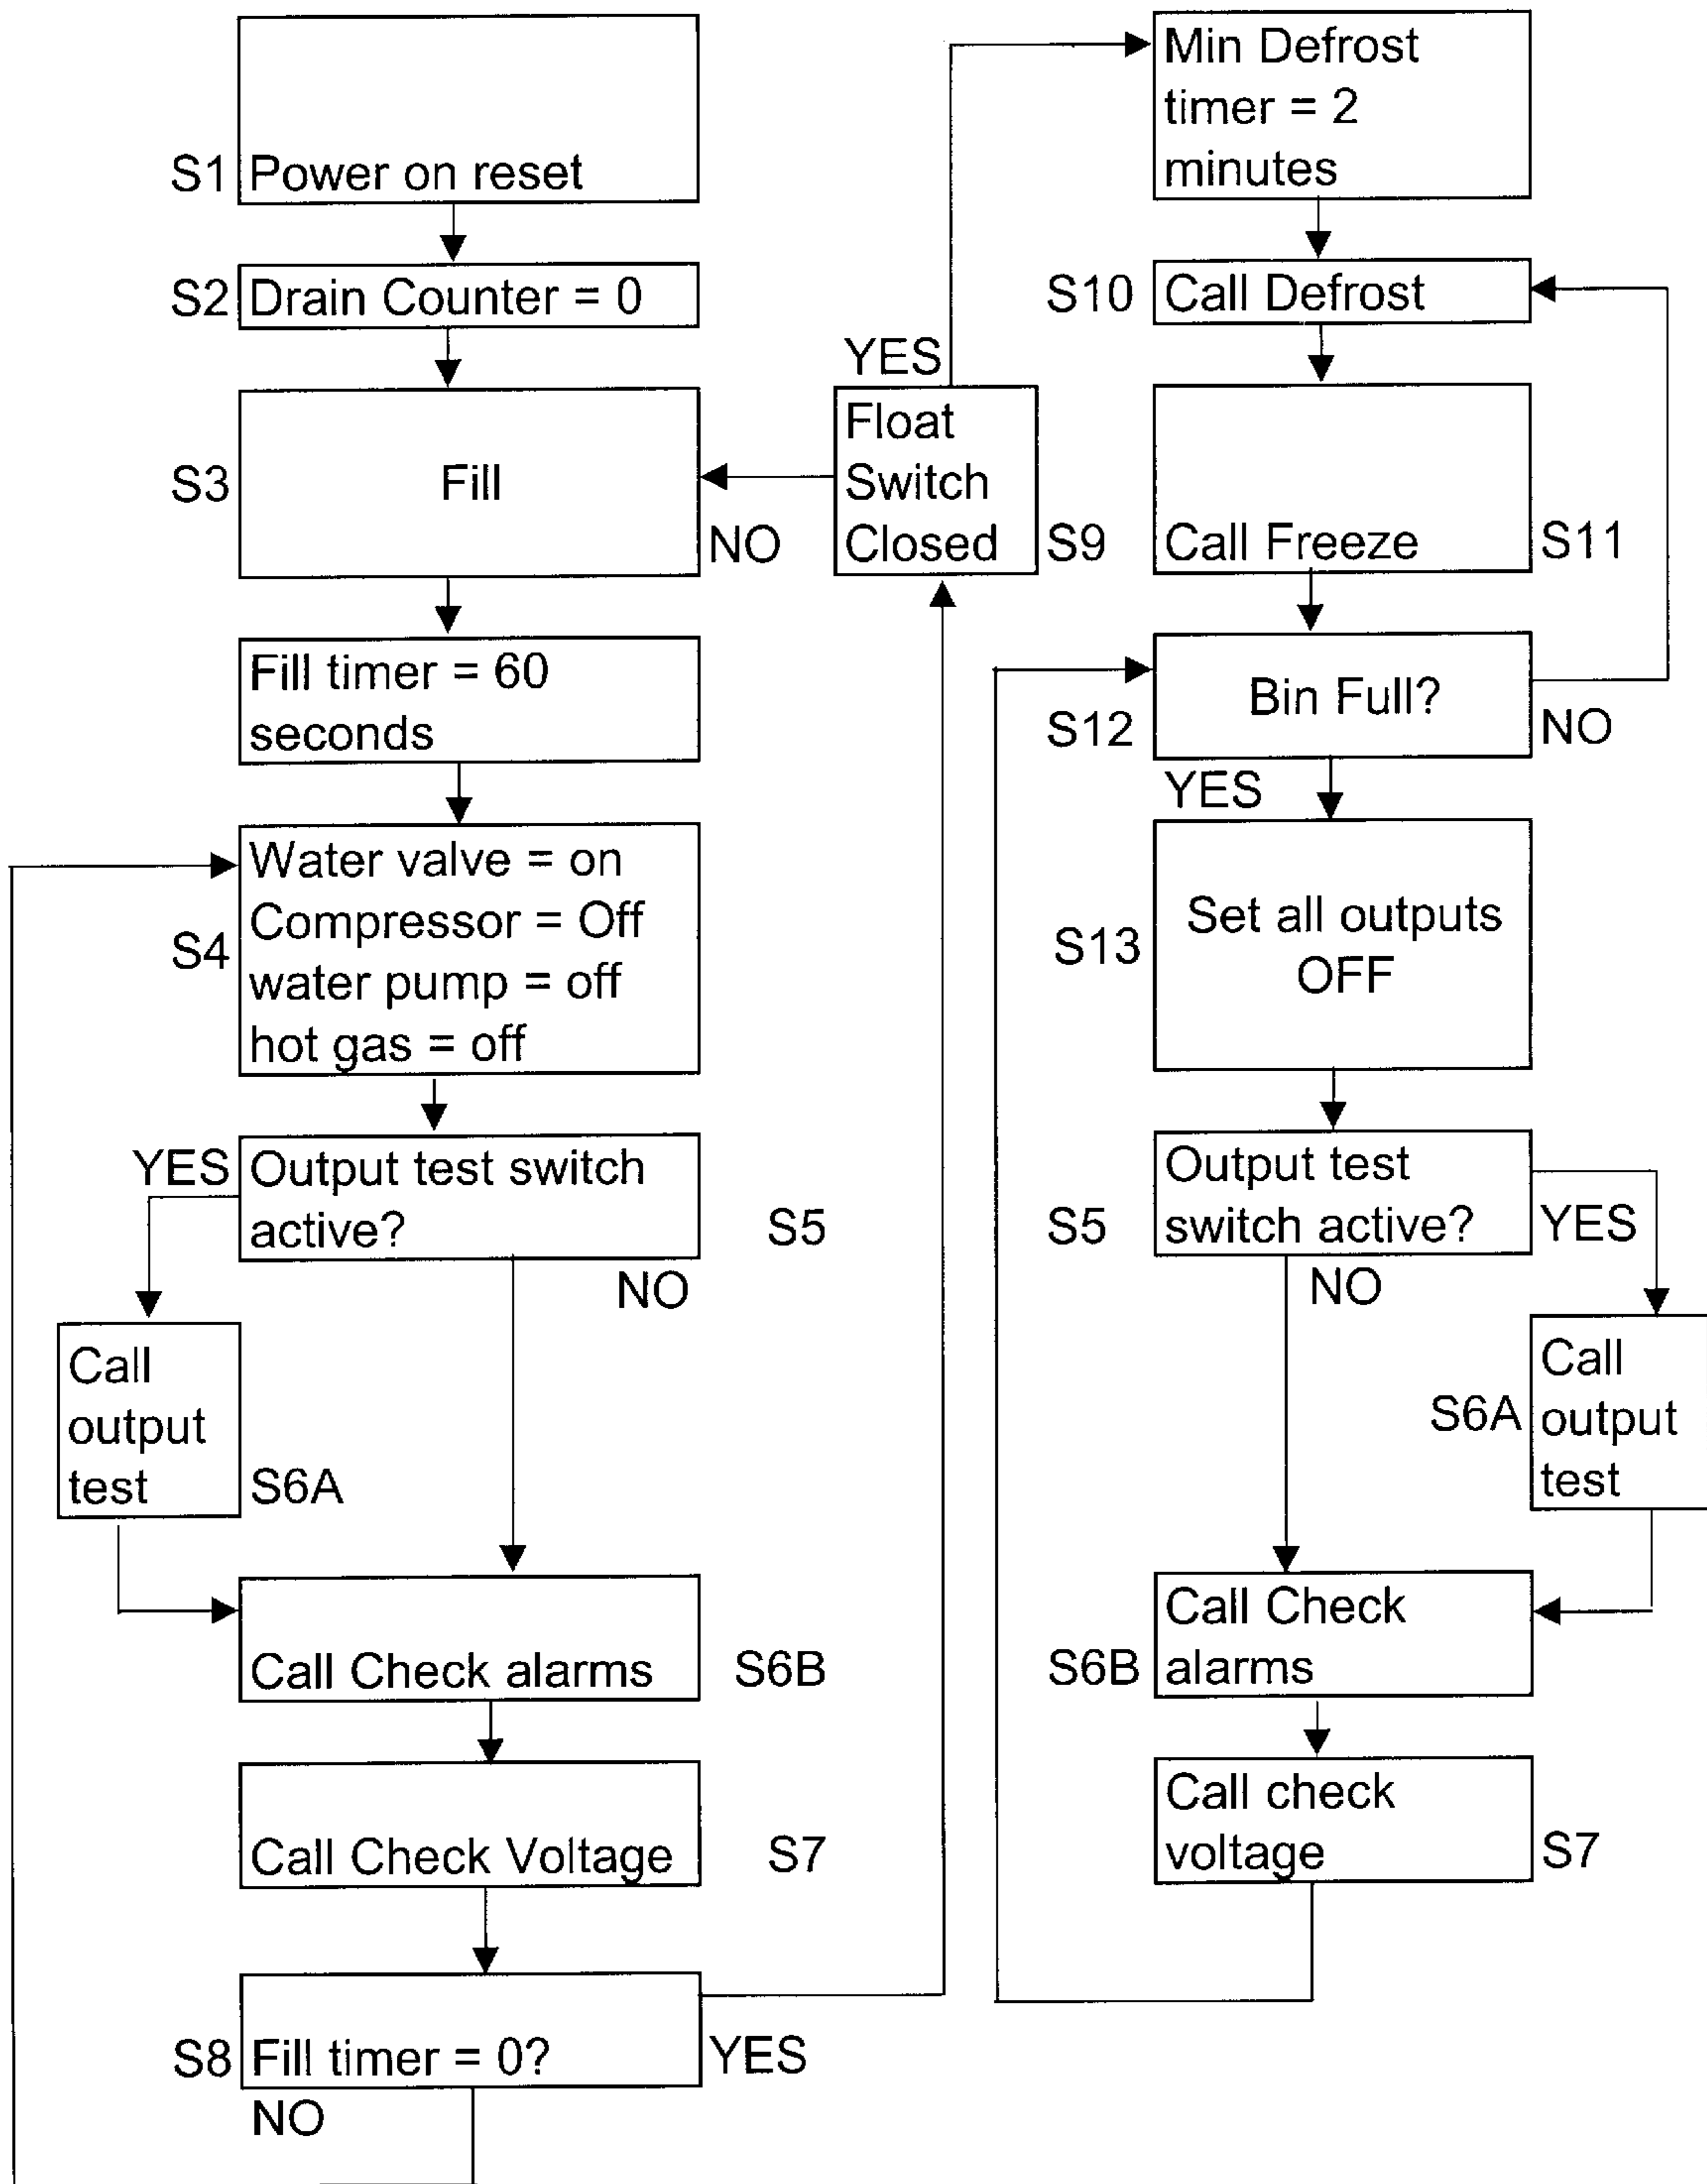 S1 Power on reset
S2 Drain Counter = 0
S3 Fill
Fill timer = 60
seconds
S4
Water valve = on
Compressor = Off
water pump = off
hot gas = off
YES
Output test switch
active?
S5
NO
Call
output
test
S6A
Call Check alarms
S6B
Call Check Voltage
S7
S8 Fill timer = 0?
YES
NO
YES
Float
Switch
Closed
S9
NO
Min Defrost
timer = 2
minutes
S10 Call Defrost
Call Freeze
S11
Bin Full?
S12
NO
YES
Set all outputs
OFF
S13
Output test
switch active?
S5
YES
NO
Call
output
test
S6A
Call Check
alarms
S6B
Call check
voltage
S7